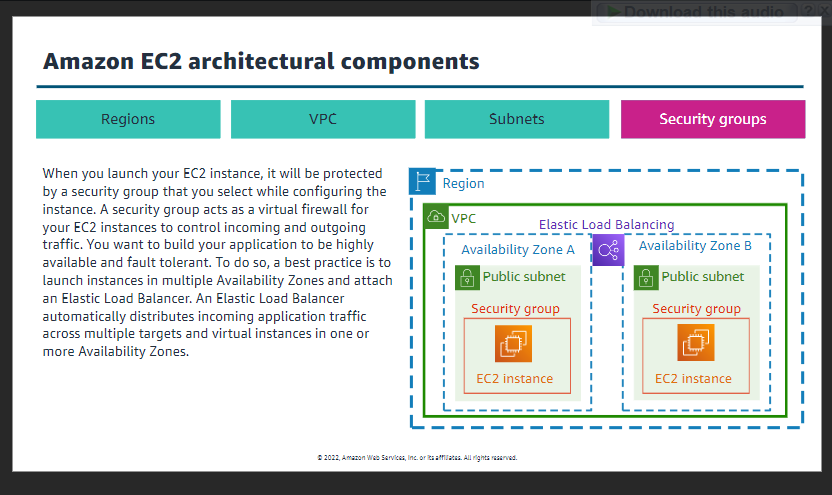 Download this audio ? X
Amazon EC2 architectural components
Regions
VPC
Subnets
Security groups
When you launch your EC2 instance, it will be protected
by a security group that you select while configuring the
instance. A security group acts as a virtual firewall for
your EC2 instances to control incoming and outgoing
traffic. You want to build your application to be highly
available and fault tolerant. To do so, a best practice is to
launch instances in multiple Availability Zones and attach
an Elastic Load Balancer. An Elastic Load Balancer
automatically distributes incoming application traffic
across multiple targets and virtual instances in one or
more Availability Zones.
Region
VPC
Elastic Load Balancing
Availability Zone A
Public subnet
Security group
EC2 instance
Availability Zone B
Public subnet
Security group
EC2 instance
© 2022, Amazon Web Services, Inc. or its affiliates. All rights reserved.